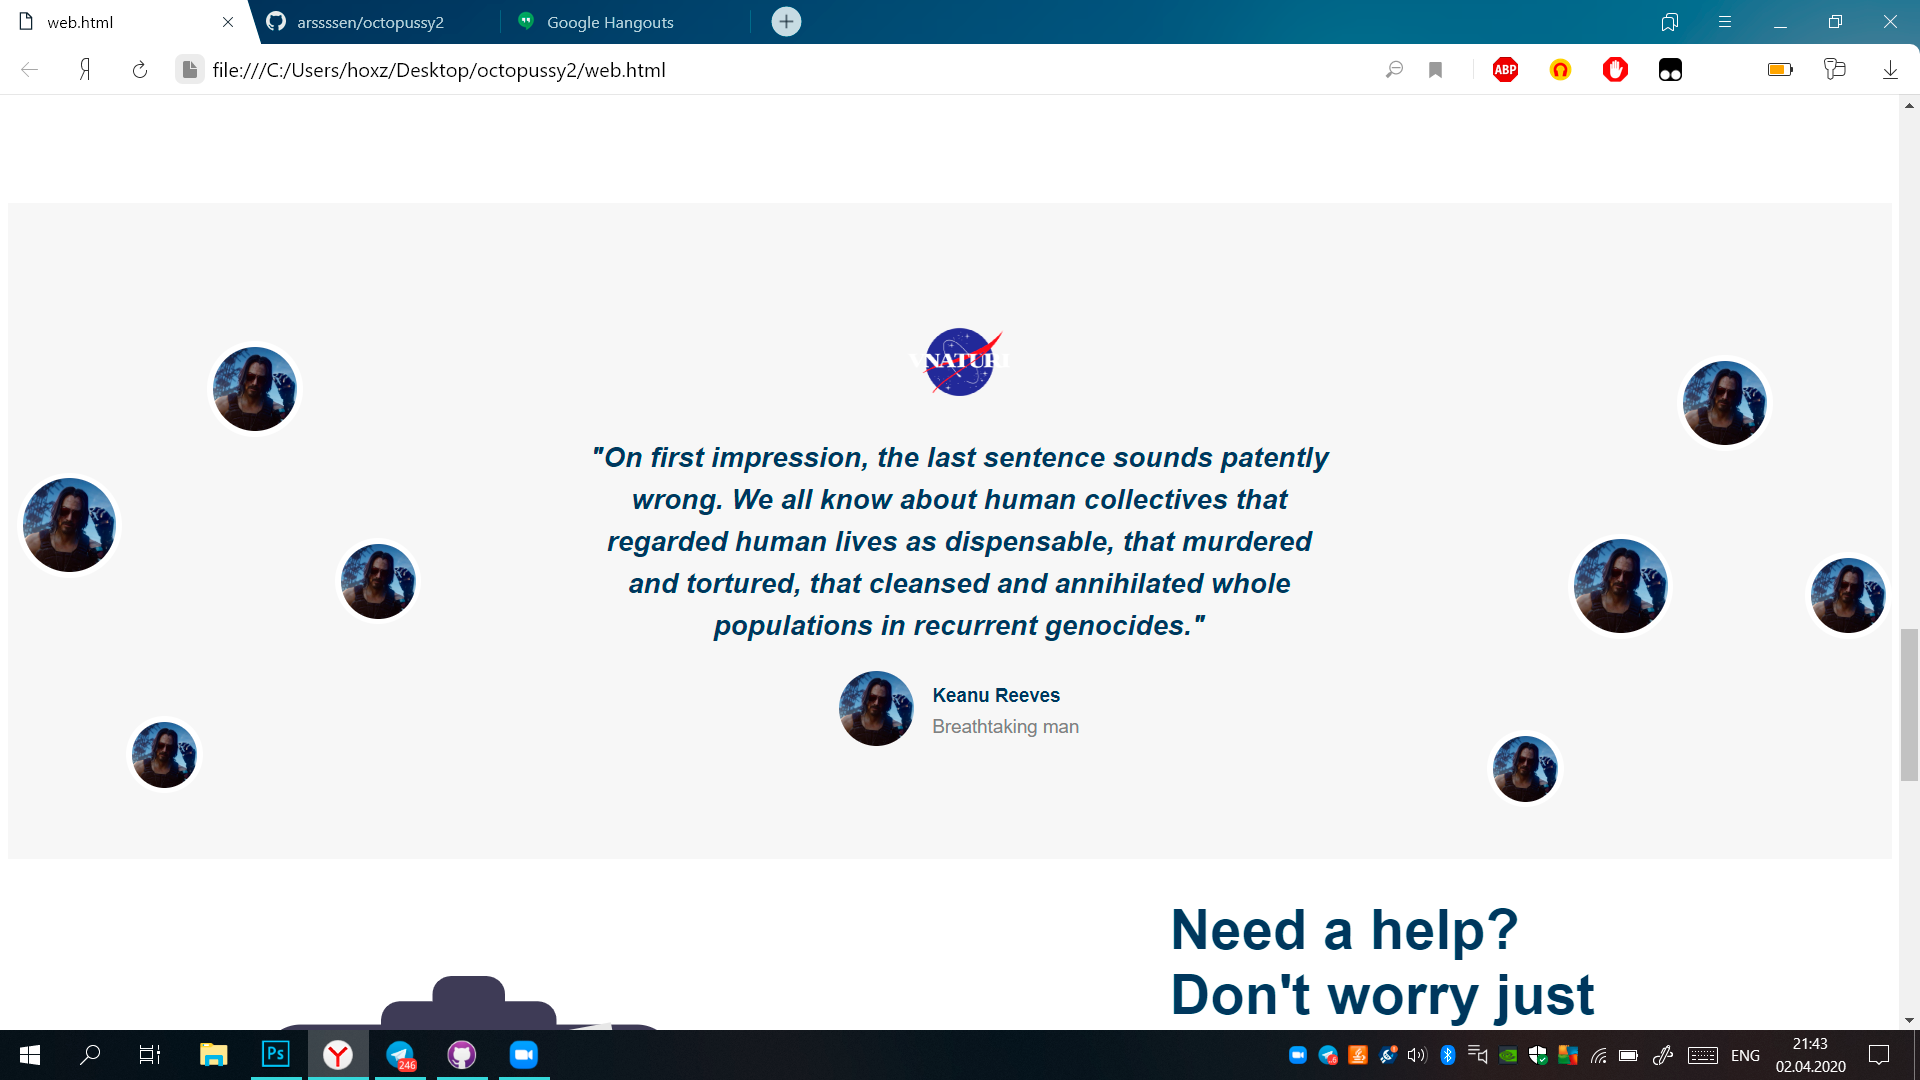 web.html
arssssen/octopussy2
Google Hangouts
Я
file:///C:/Users/hoxz/Desktop/octopussy2/web.html
ABP
VNATURI
"On first impression, the last sentence sounds patently
wrong. We all know about human collectives that
regarded human lives as dispensable, that murdered
and tortured, that cleansed and annihilated whole
populations in recurrent genocides."
Keanu Reeves
Breathtaking man
Need a help?
Don't worry just
Ps
Y
246
ENG
21:43
02.04.2020